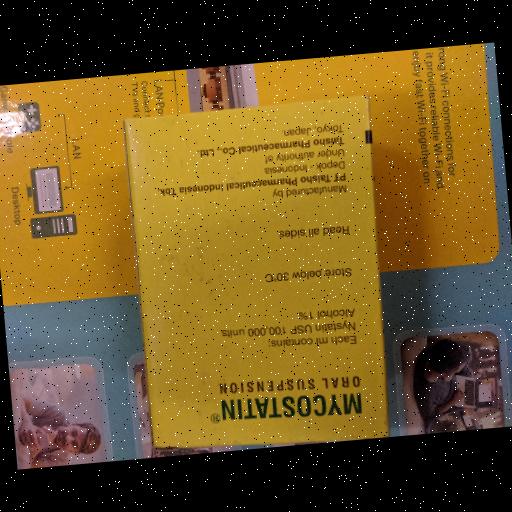 MYCOSTATIN®
ORAL SUSPENSION
Each ml contains:
Nystatin USP 100,000 units
Alcohol 1%
Store below 30°C
Read all sides
Manufactured by
PT. Taisho Pharmaceutical Indonesia Tbk.,
Depok - Indonesia
Under authority of
Taisho Pharmaceutical Co., Ltd.
Tokyo, Japan
LAN
Desktop